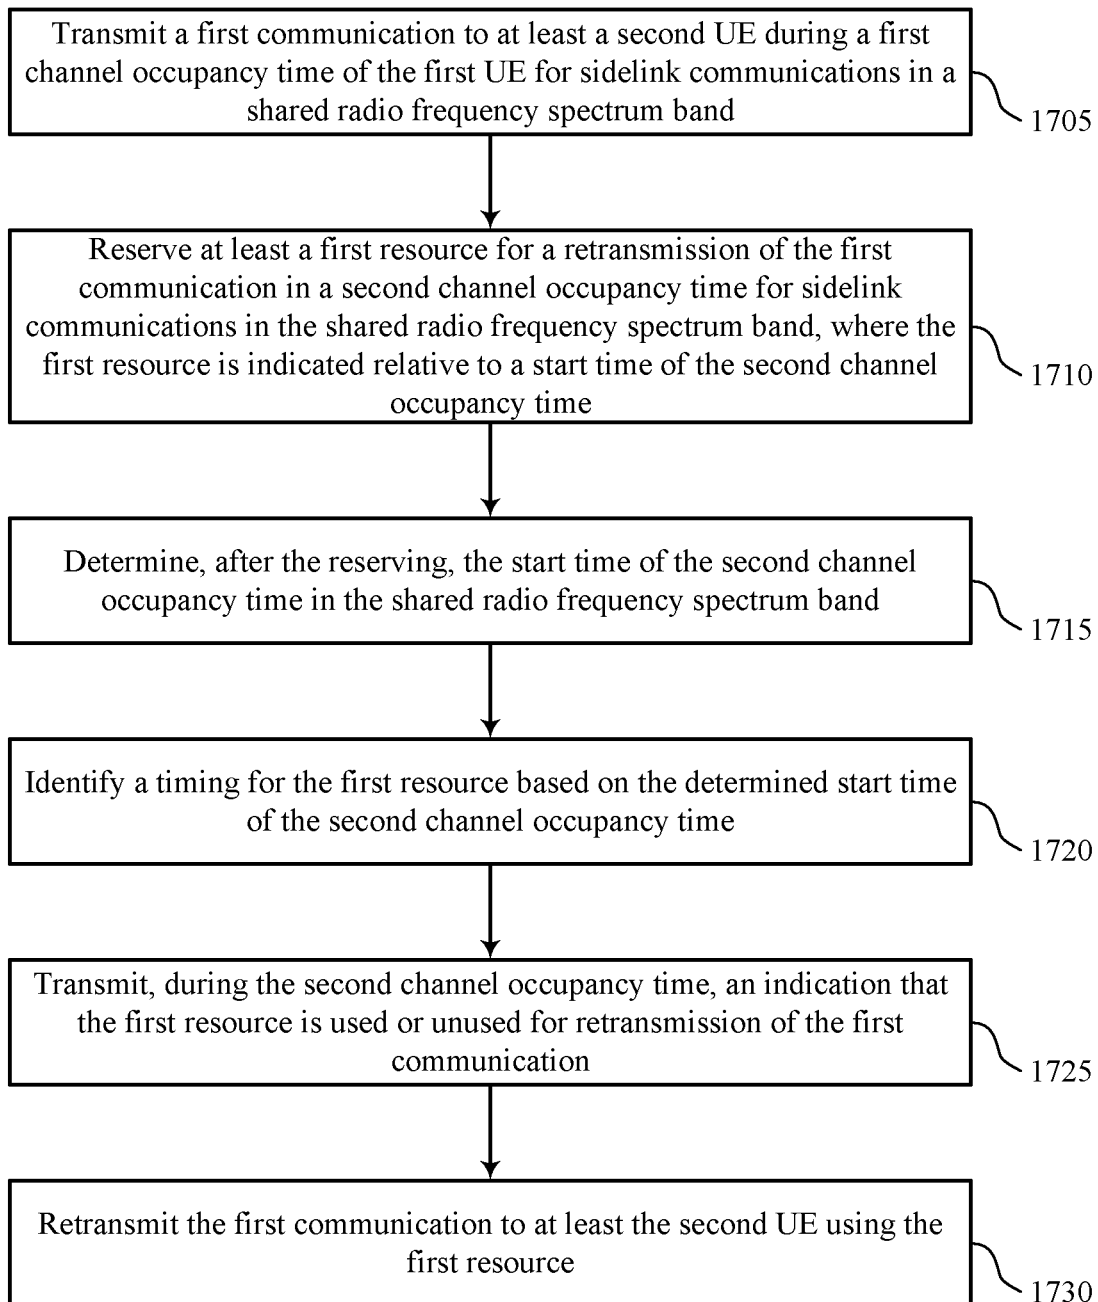 Transmit a first communication to at least a second UE during a first
channel occupancy time of the first UE for sidelink communications in a
shared radio frequency spectrum band
1705
Reserve at least a first resource for a retransmission of the first
communication in a second channel occupancy time for sidelink
communications in the shared radio frequency spectrum band, where the
first resource is indicated relative to a start time of the second channel
occupancy time
1710
Determine, after the reserving, the start time of the second channel
occupancy time in the shared radio frequency spectrum band
1715
Identify a timing for the first resource based on the determined start time
of the second channel occupancy time
1720
Transmit, during the second channel occupancy time, an indication that
the first resource is used or unused for retransmission of the first
communication
1725
Retransmit the first communication to at least the second UE using the
first resource
1730